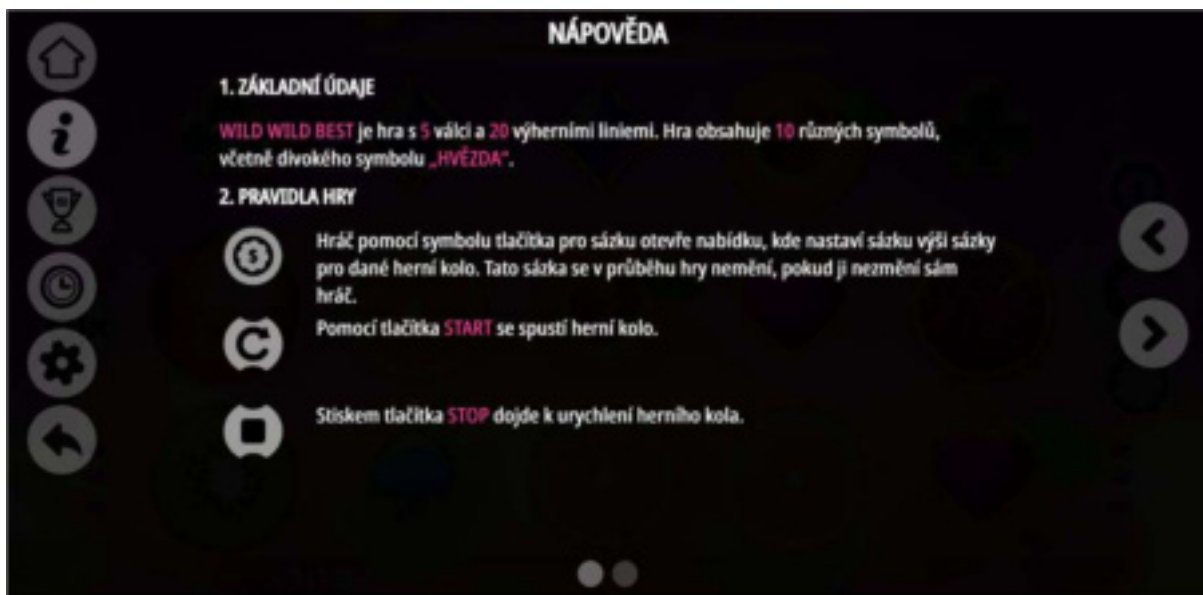 NÁPOVĚDA
1. ZÁKLADNÍ ÚDAJE
WILD WILD BEST je hra s 5 válci a 20 výherními liniemi. Hra obsahuje 10 různých symbolů,
včetně divokého symbolu „HVĚZDA“.
2. PRAVIDLA HRY
Hráč pomocí symbolu tlačítka pro sázku otevře nabídku, kde nastaví sázku výši sázky
pro dané herní kolo. Tato sázka se v průběhu hry nemění, pokud ji nezmění sám
hráč.
Pomocí tlačítka START se spustí herní kolo.
Stiskem tlačítka STOP dojde k urychlení herního kola.